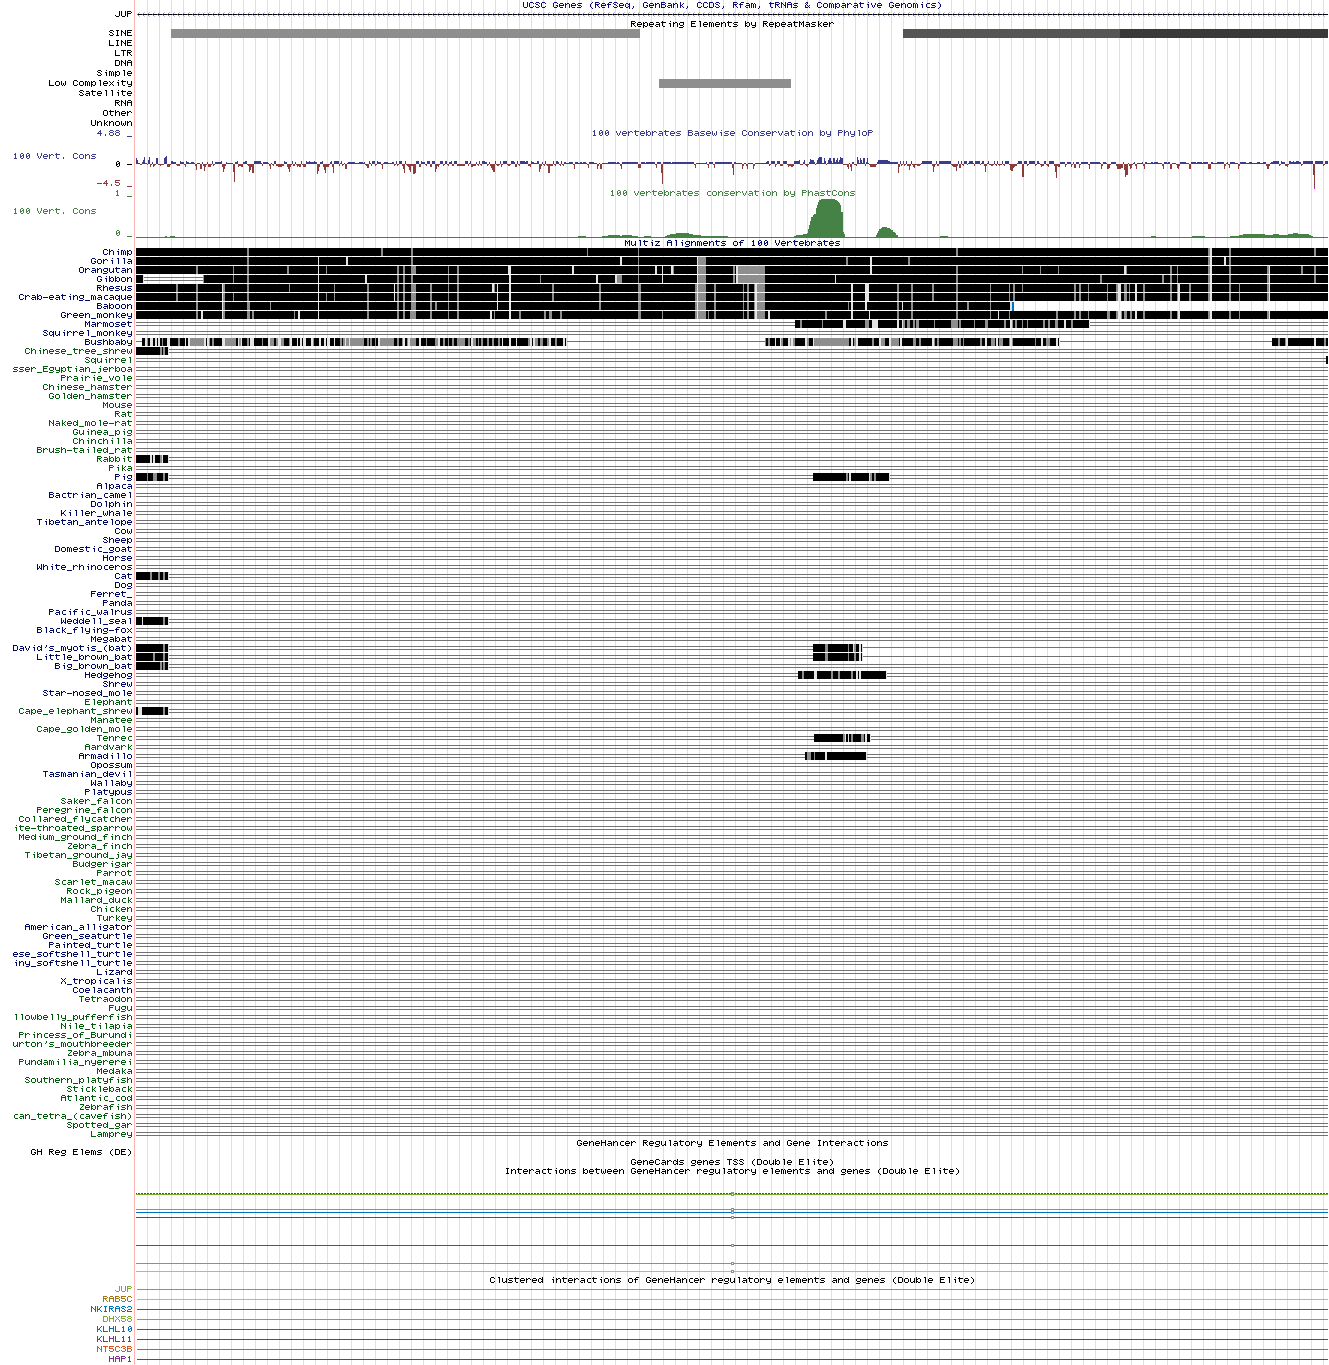 UCSC Genes (RefSeq, GenBank, CCDS, Rfam, tRNAs & Comparative Genomics)
JUP
Repeating Elements by RepeatMasker
SINE
LINE
LTR
DNA
Simple
Low Complexity
Satellite
RNA
Other
Unknown
4.88 _
100 vertebrates Basewise Conservation by PhyloP
100 Vert. Cons
0 _
-4.5 _
1 _
100 vertebrates conservation by PhastCons
100 Vert. Cons
0 _
Multiz Alignments of 100 Vertebrates
Chimp
Gorilla
Orangutan
Gibbon
Rhesus
Crab-eating_macaque
Baboon
Green_monkey
Marmoset
Squirrel_monkey
Bushbaby
Chinese_tree_shrew
Squirrel
sser_Egyptian_jerboa
Prairie_vole
Chinese_hamster
Golden_hamster
Mouse
Rat
Naked_mole-rat
Guinea_pig
Chinchilla
Brush-tailed_rat
Rabbit
Pika
Pig
Alpaca
Bactrian_camel
Dolphin
Killer_whale
Tibetan_antelope
Cow
Sheep
Domestic_goat
Horse
White_rhinoceros
Cat
Dog
Ferret_
Panda
Pacific_walrus
Weddell_seal
Black_flying-fox
Megabat
David's_myotis_(bat)
Little_brown_bat
Big_brown_bat
Hedgehog
Shrew
Star-nosed_mole
Elephant
Cape_elephant_shrew
Manatee
Cape_golden_mole
Tenrec
Aardvark
Armadillo
Opossum
Tasmanian_devil
Wallaby
Platypus
Saker_falcon
Peregrine_falcon
Collared_flycatcher
ite-throated_sparrow
Medium_ground_finch
Zebra_finch
Tibetan_ground_jay
Budgerigar
Parrot
Scarlet_macaw
Rock_pigeon
Mallard_duck
Chicken
Turkey
American_alligator
Green_seaturtle
Painted_turtle
ese_softshell_turtle
iny_softshell_turtle
Lizard
X_tropicalis
Coelacanth
Tetraodon
Fugu
llowbelly_pufferfish
Nile_tilapia
Princess_of_Burundi
urton's_mouthbreeder
Zebra_mbuna
Pundamilia_nyererei
Medaka
Southern_platyfish
Stickleback
Atlantic_cod
Zebrafish
can_tetra_(cavefish)
Spotted_gar
Lamprey
GeneHancer Regulatory Elements and Gene Interactions
GH Reg Elems (DE)
GeneCards genes TSS (Double Elite)
Interactions between GeneHancer regulatory elements and genes (Double Elite)
Clustered interactions of GeneHancer regulatory elements and genes (Double Elite)
JUP
RAB5C
NKIRAS2
DHX58
KLHL10
KLHL11
NT5C3B
HAP1